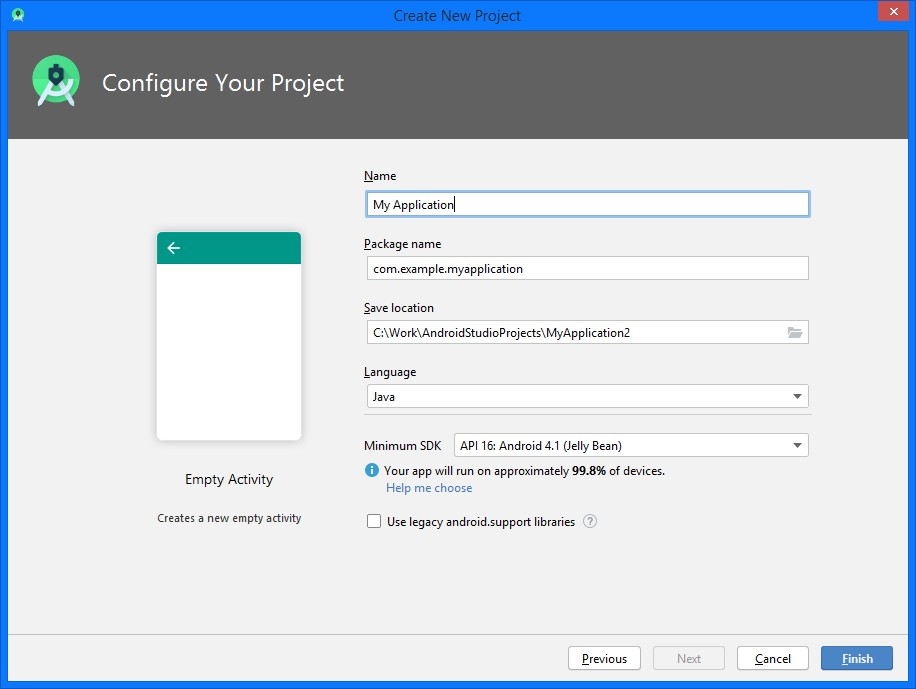 Create New Project
Configure Your Project
Name
My Application
Package name
com.example.myapplication
Save location
C:\Work\AndroidStudioProjects\MyApplication2
Language
Java
Minimum SDK API 16: Android 4.1 (Jelly Bean)
i Your app will run on approximately 99.8% of devices.
Help me choose
Use legacy android.support libraries ?
Empty Activity
Creates a new empty activity
Previous Next Cancel Finish